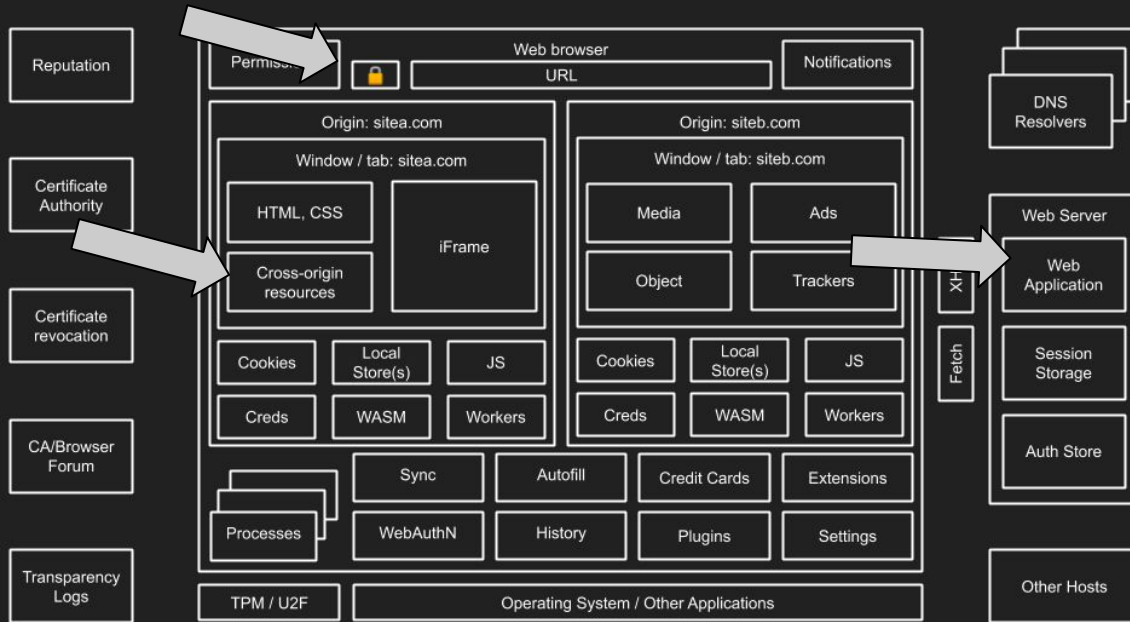 Reputation
Certificate
Authority
Certificate
revocation
CA/Browser
Forum
Transparency
Logs
Web browser
URL
Notifications
Origin: sitea.com
Window / tab: sitea.com
HTML, CSS
Cross-origin
resources
iFrame
Cookies
Local
Store(s)
JS
Creds
WASM
Workers
Origin: siteb.com
Window / tab: siteb.com
Media
Ads
Object
Trackers
Cookies
Local
Store(s)
JS
Creds
WASM
Workers
Processes
Sync
Autofill
Credit Cards
Extensions
WebAuthN
History
Plugins
Settings
TPM / U2F
Operating System / Other Applications
Fetch
DNS
Resolvers
Web Server
Web
Application
Session
Storage
Auth Store
Other Hosts